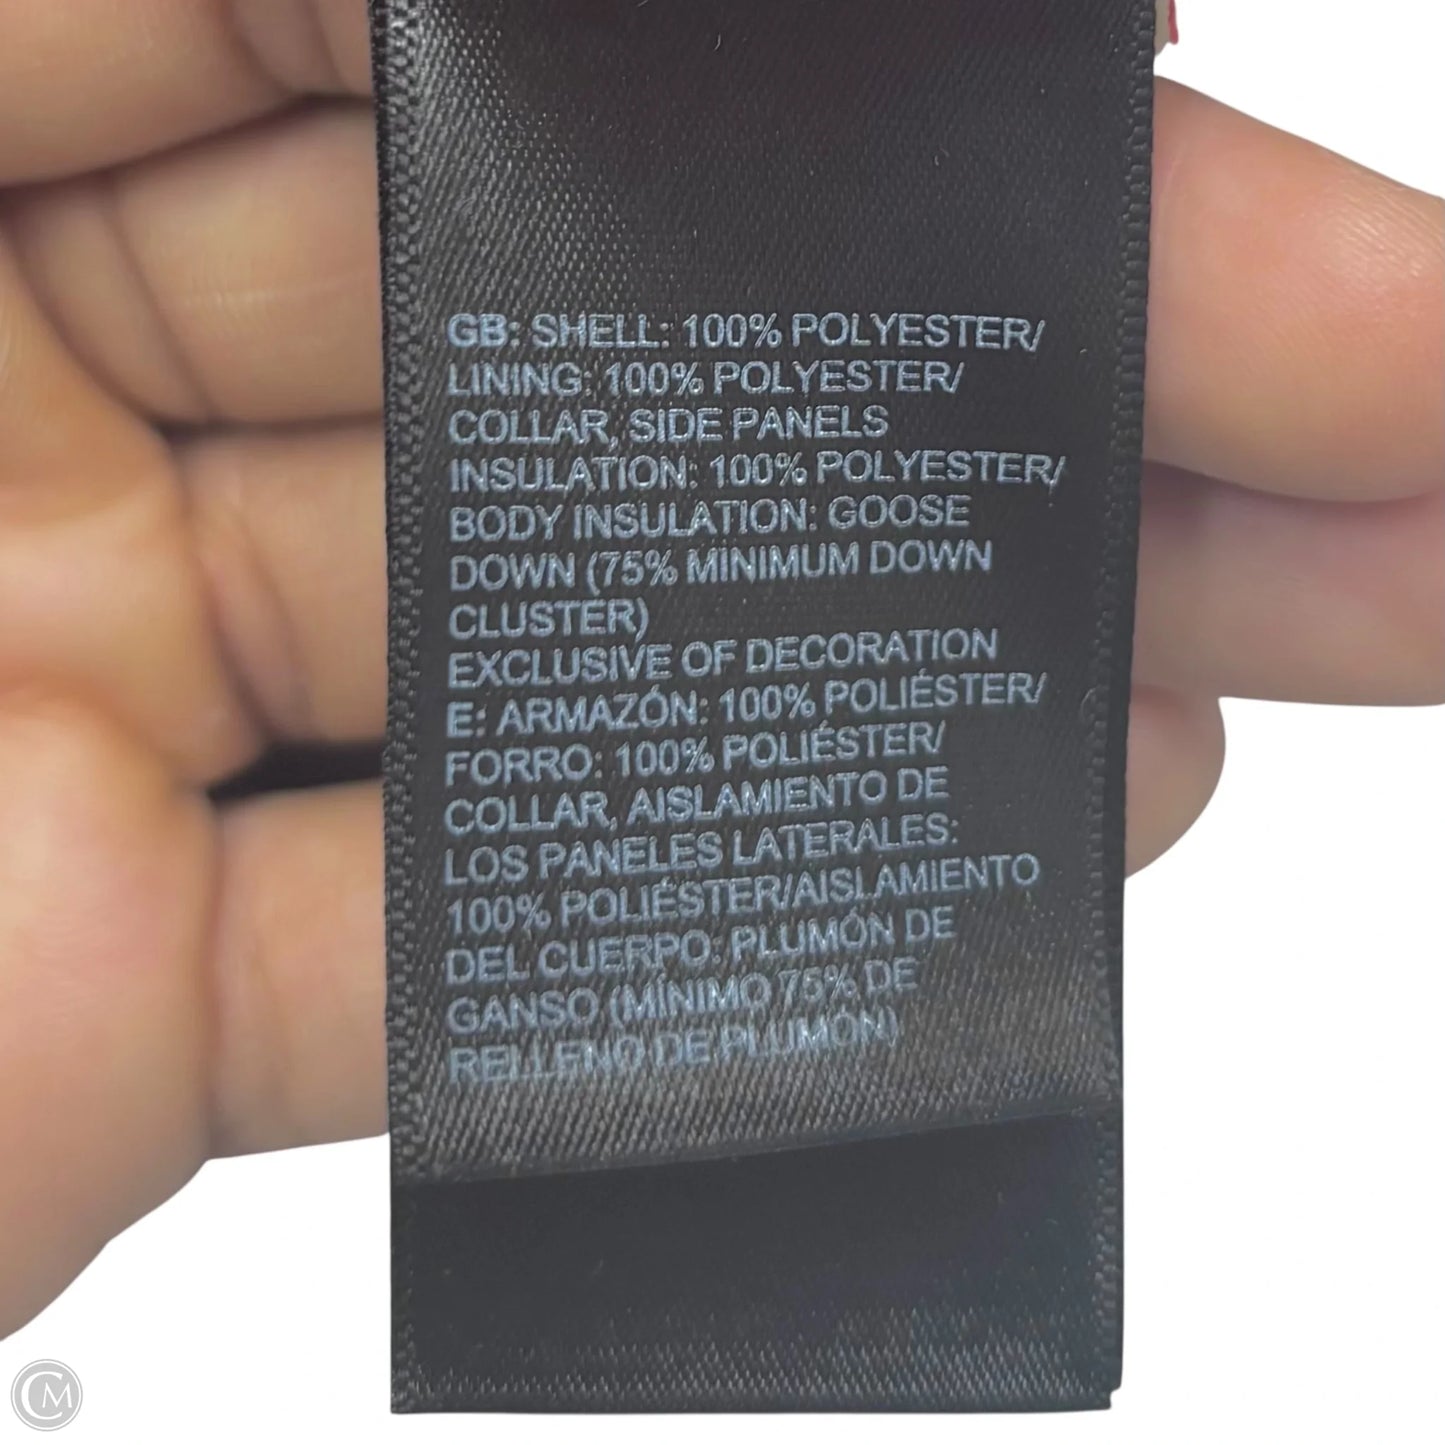 GB: SHELL: 100% POLYESTER/
LINING: 100% POLYESTER/
COLLAR, SIDE PANELS
INSULATION: 100% POLYESTER/
BODY INSULATION: GOOSE
DOWN (75% MINIMUM DOWN
CLUSTER)
EXCLUSIVE OF DECORATION
E: ARMAZÓN: 100% POLIÉSTER/
FORRO: 100% POLIÉSTER/
COLLAR, AISLAMIENTO DE
LOS PANELES LATERALES:
100% POLIÉSTER/AISLAMIENTO
DEL CUERPO: PLUMÓN DE
GANSO (MÍNIMO 75% DE
RELLENO DE PLUMÓN)
CM